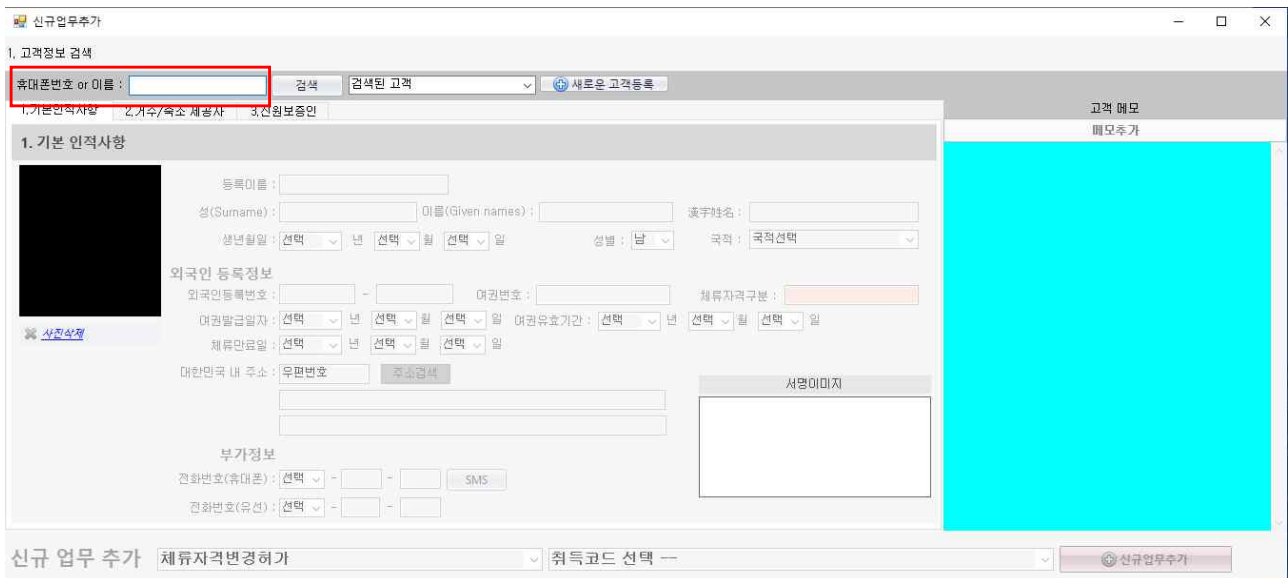 신규업무추가
1. 고객정보 검색
휴대폰번호 or 이름 : 검색 검색된 고객 새로운 고객등록
1.기본인적사항 2.거주/숙소 제공자 3.신원보증인
고객 메모
메모추가
1. 기본 인적사항
등록이름 :
성(Surname) : 이름(Given names) : 漢字姓名 :
생년월일 : 선택 년 선택 월 선택 일 성별 : 남 국적 : 국적선택
외국인 등록정보
외국인등록번호 : - 여권번호 : 체류자격구분 :
여권발급일자 : 선택 년 선택 월 선택 일 여권유효기간 : 선택 년 선택 월 선택 일
사진삭제
체류만료일 : 선택 년 선택 월 선택 일
대한민국 내 주소 : 우편번호 주소검색
서명이미지
부가정보
전화번호(휴대폰) : 선택 - - SMS
전화번호(유선) : 선택 - -
신규 업무 추가 체류자격변경허가 취득코드 선택 -- 신규업무추가